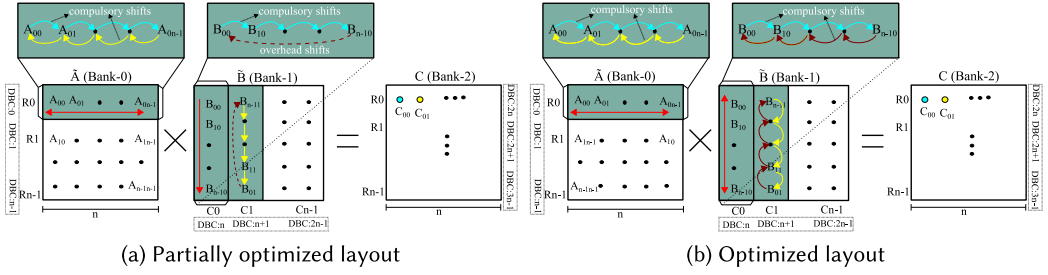 compulsory shifts
A00 A01 A0n-1
compulsory shifts
B00 B10 Bn-10
overhead shifts
Ã (Bank-0)
B̃ (Bank-1)
C (Bank-2)
DBC:0 DBC:1 DBC:n-1
R0 A00 A01 A0n-1
R1 A10 A1n-1
Rn-1 An-1n-1
n
×
B00 B10 Bn-10
Bn-11 B11 B01
C0 C1 Cn-1
DBC:n DBC:n+1 DBC:2n-1
=
R0 C00 C01
R1
Rn-1
DBC:2n DBC:2n+1 DBC:3n-1
n
(a) Partially optimized layout
compulsory shifts
A00 A01 A0n-1
compulsory shifts
B00 B10 Bn-10
Ã (Bank-0)
B̃ (Bank-1)
C (Bank-2)
DBC:0 DBC:1 DBC:n-1
R0 A00 A01 A0n-1
R1 A1n-1 A10
Rn-1 An-1n-1
n
×
B00 B10 Bn-10
Bn-11 B11 B01
C0 C1 Cn-1
DBC:n DBC:n+1 DBC:2n-1
=
R0 C00 C01
R1
Rn-1
DBC:2n DBC:2n+1 DBC:3n-1
n
(b) Optimized layout